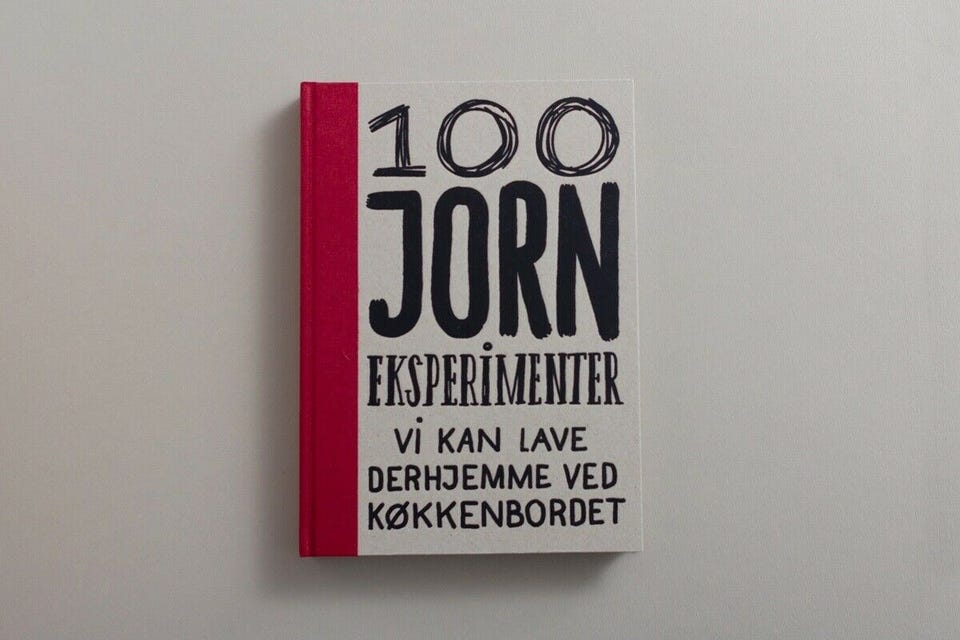 100
JORN
EKSPERiMENTER
Vi KAN LAVE
DERHJEMME VED
KØKKENBORDET